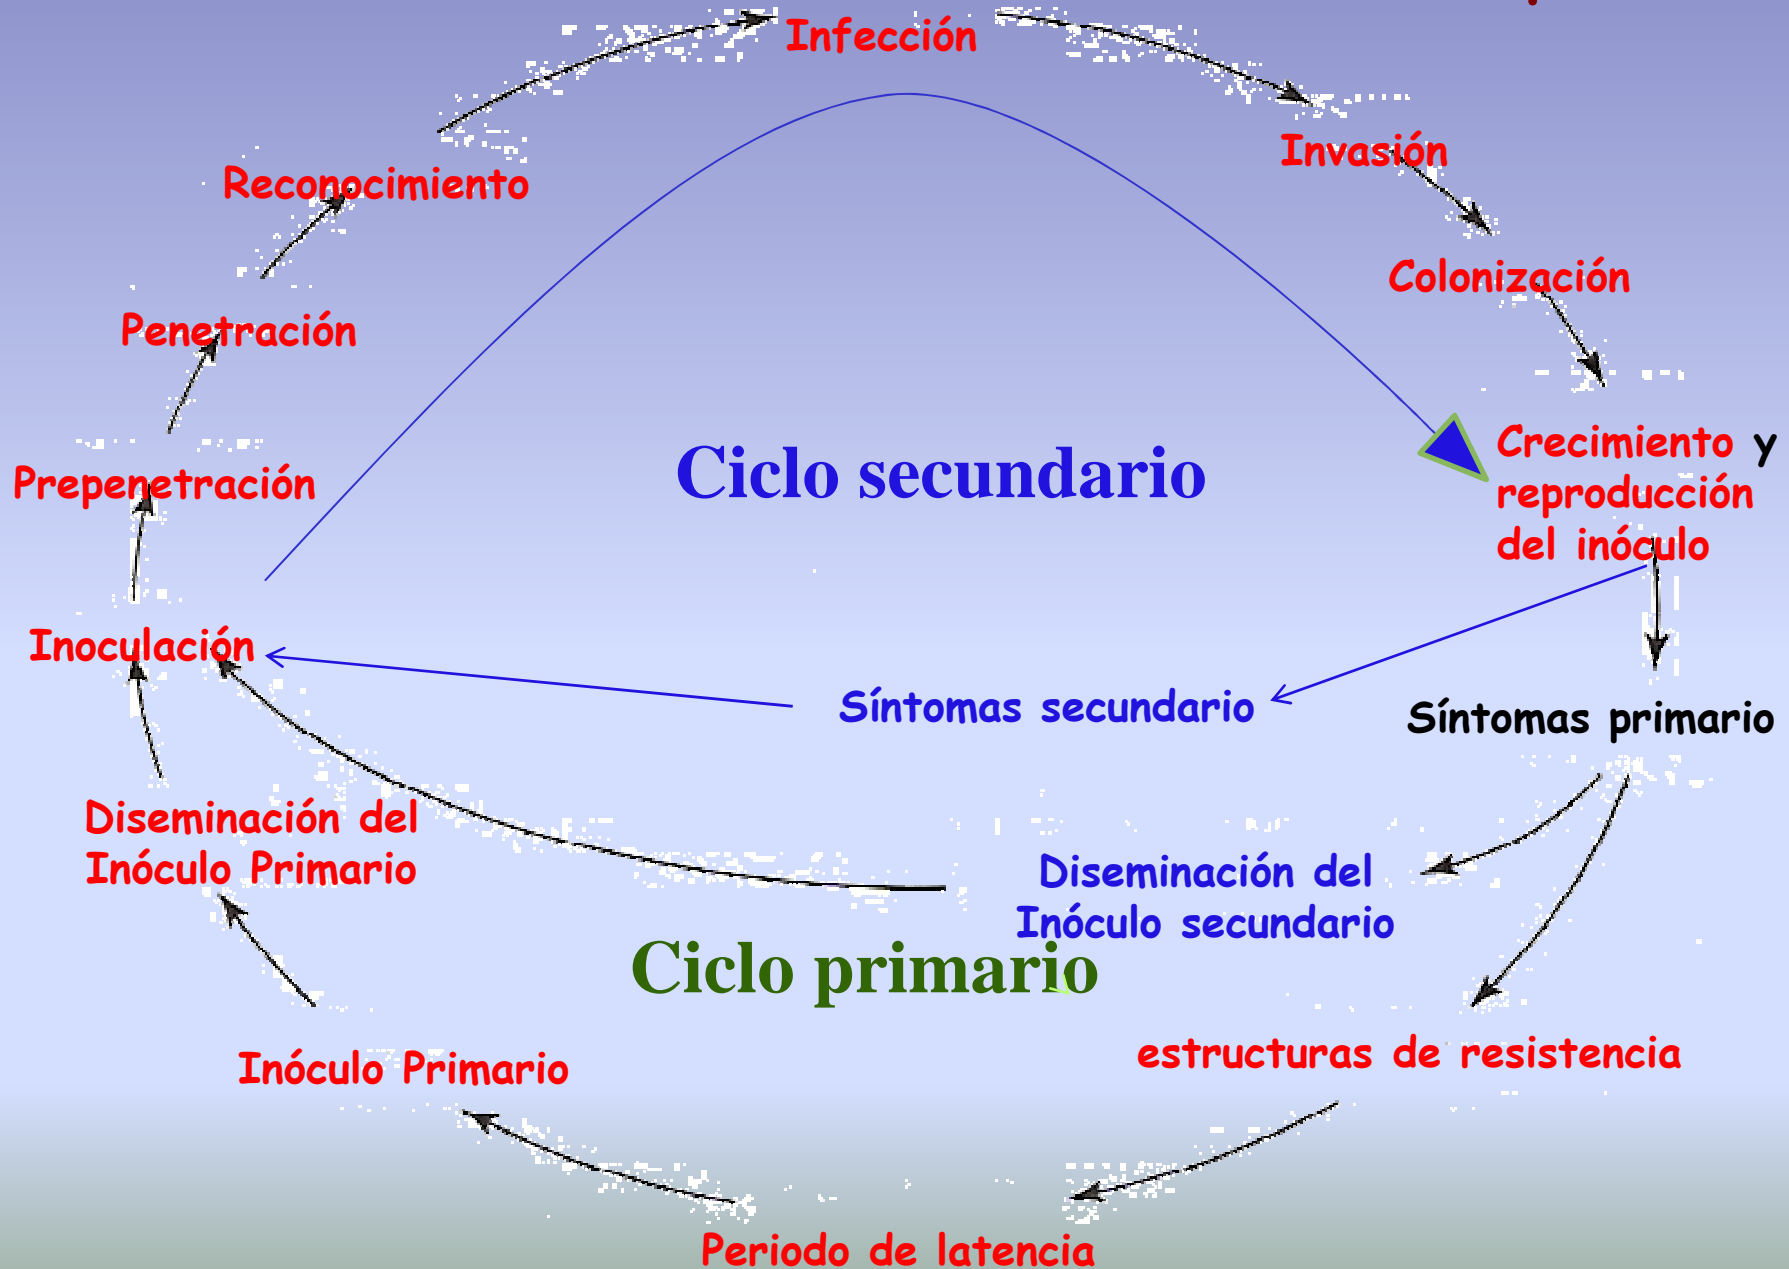 Infección
Invasión
Reconocimiento
Colonización
Penetración
Crecimiento y
reproducción
del inóculo
Ciclo secundario
Prepenetración
Inoculación
Síntomas secundario
Síntomas primario
Diseminación del
Inóculo Primario
Diseminación del
Inóculo secundario
Ciclo primario
estructuras de resistencia
Inóculo Primario
Periodo de latencia